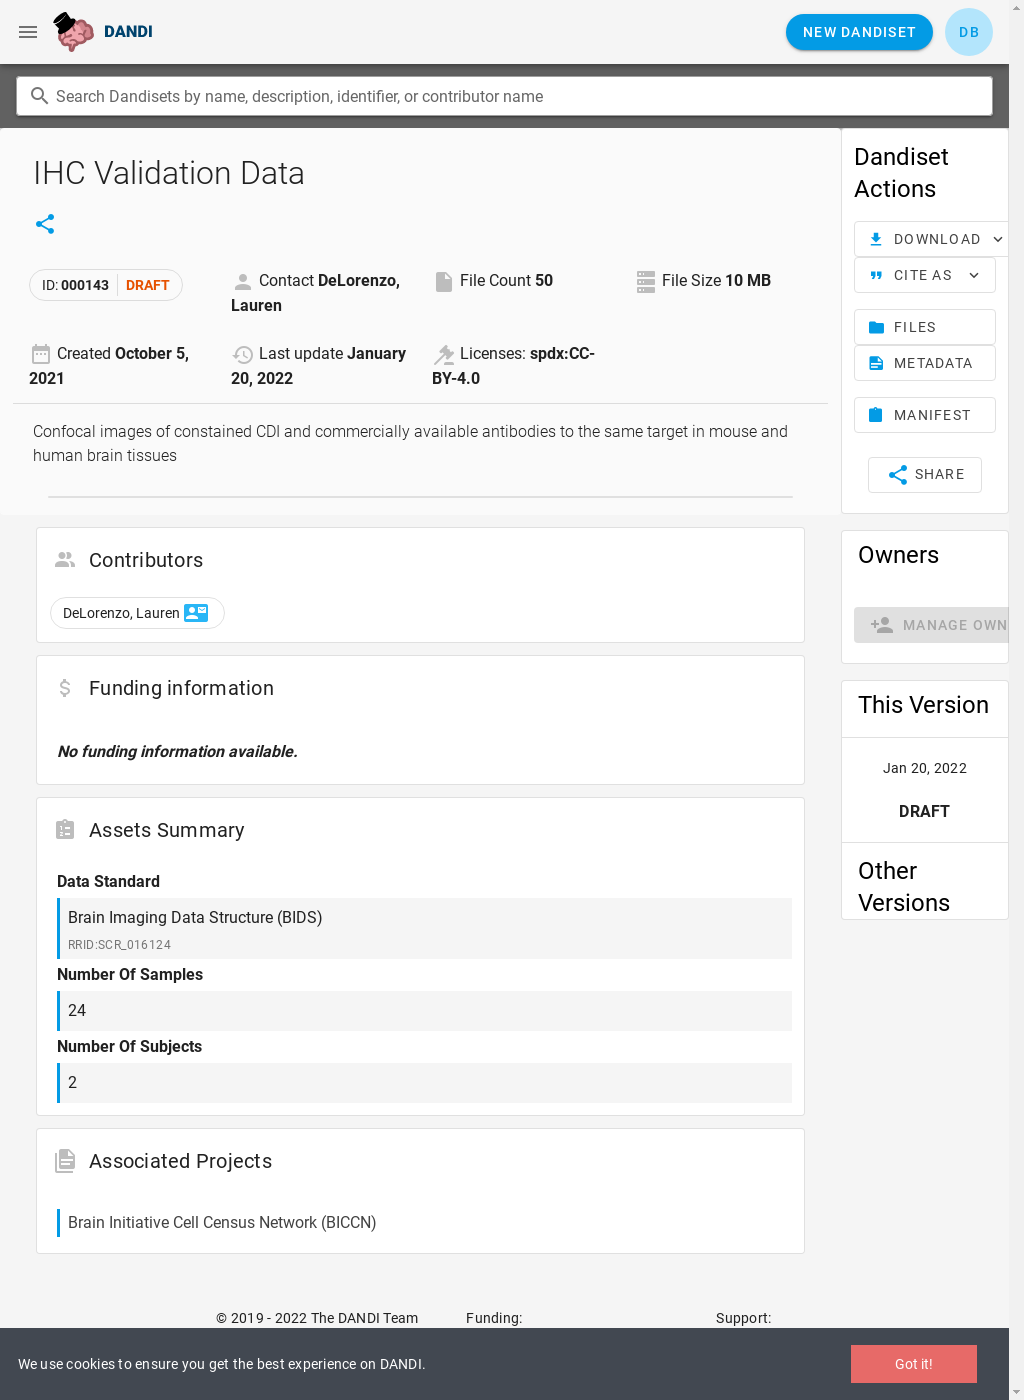 DANDI
NEW DANDISET
DB
Search Dandisets by name, description, identifier, or contributor name
IHC Validation Data
ID: 000143 DRAFT
Contact DeLorenzo,
Lauren
File Count 50
File Size 10 MB
Created October 5,
2021
Last update January
20, 2022
Licenses: spdx:CC-
BY-4.0
Confocal images of constained CDI and commercially available antibodies to the same target in mouse and
human brain tissues
Contributors
DeLorenzo, Lauren
Funding information
No funding information available.
Assets Summary
Data Standard
Brain Imaging Data Structure (BIDS)
RRID:SCR_016124
Number Of Samples
24
Number Of Subjects
2
Associated Projects
Brain Initiative Cell Census Network (BICCN)
Dandiset
Actions
DOWNLOAD
CITE AS
FILES
METADATA
MANIFEST
SHARE
Owners
MANAGE OWN
This Version
Jan 20, 2022
DRAFT
Other
Versions
© 2019 - 2022 The DANDI Team
Funding:
Support:
We use cookies to ensure you get the best experience on DANDI.
Got it!